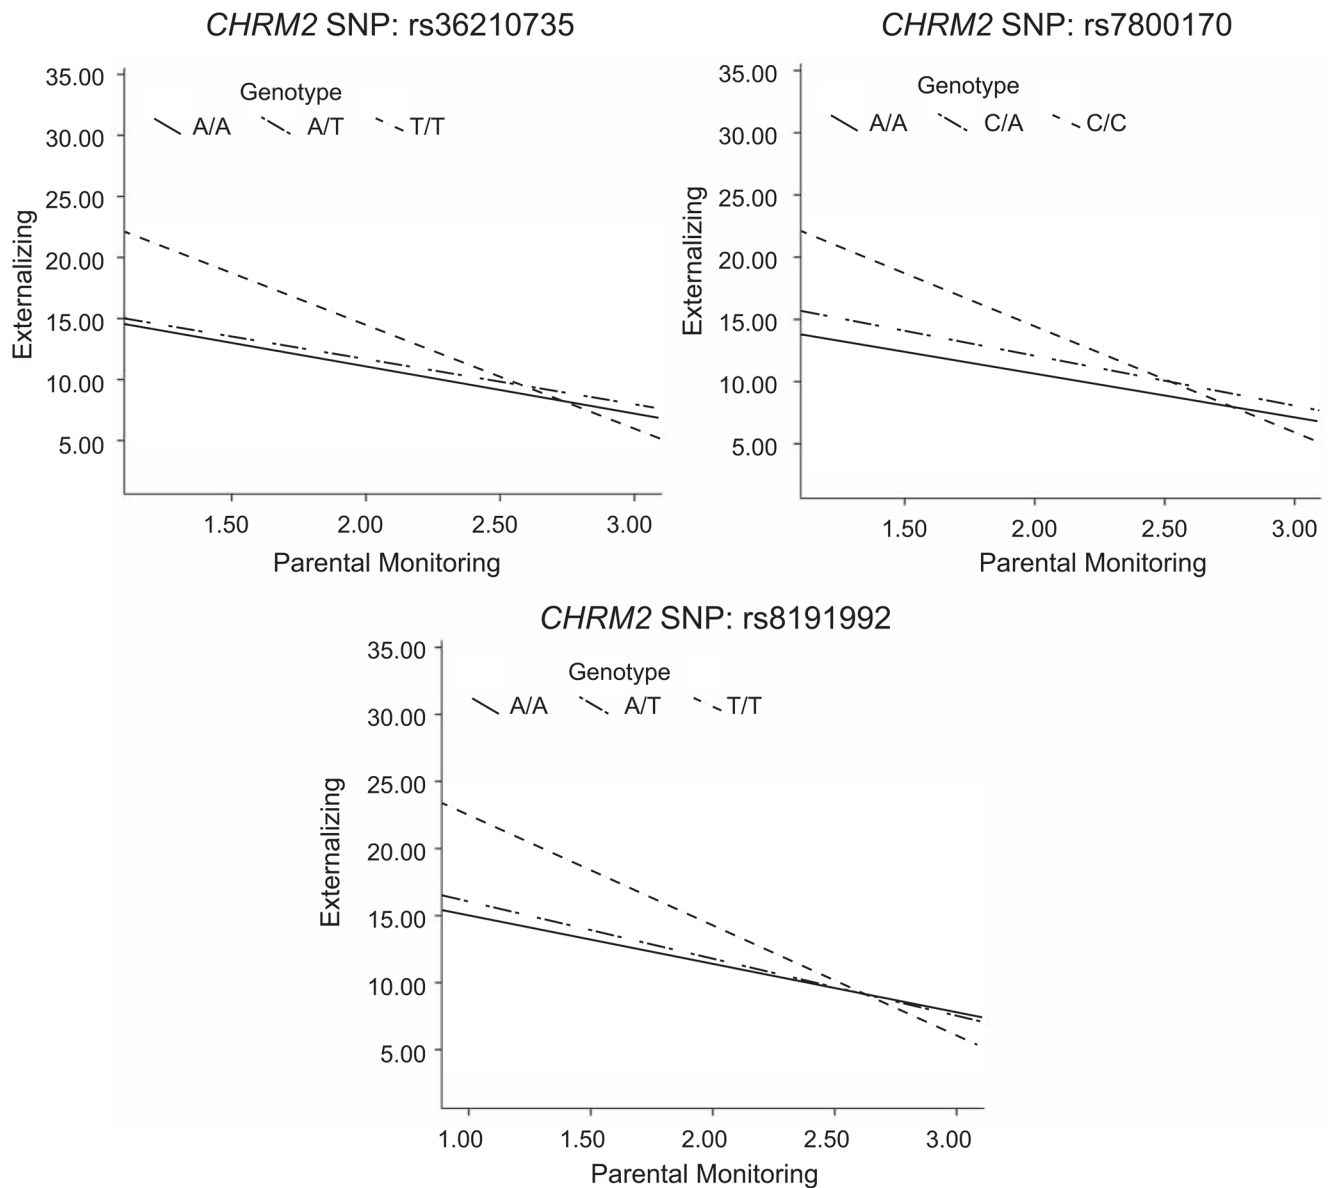 CHRM2 SNP: rs36210735
Genotype
A/A A/T T/T
35.00
30.00
25.00
20.00
15.00
10.00
5.00
Externalizing
1.50 2.00 2.50 3.00
Parental Monitoring
CHRM2 SNP: rs7800170
Genotype
A/A C/A C/C
35.00
30.00
25.00
20.00
15.00
10.00
5.00
Externalizing
1.50 2.00 2.50 3.00
Parental Monitoring
CHRM2 SNP: rs8191992
Genotype
A/A A/T T/T
35.00
30.00
25.00
20.00
15.00
10.00
5.00
Externalizing
1.00 1.50 2.00 2.50 3.00
Parental Monitoring